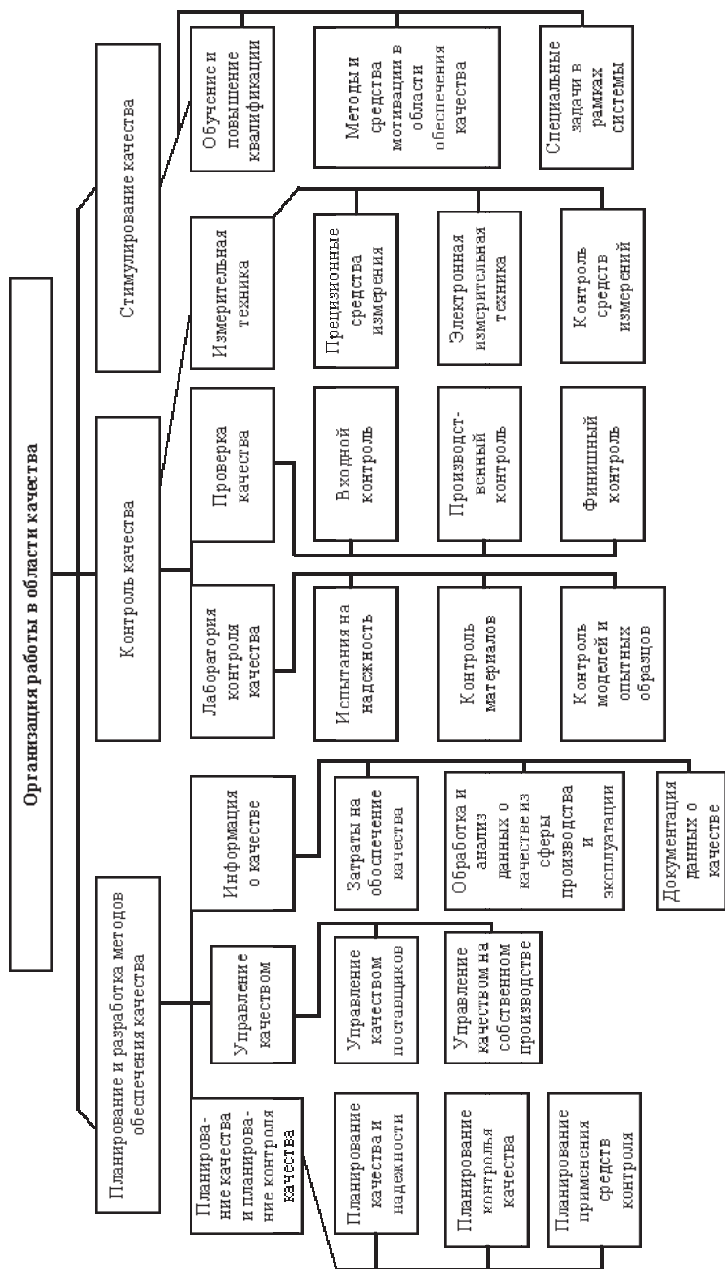 Организация работы в области качества
Планирование и разработка методов
обеспечения качества
Контроль качества
Стимулирование качества
Планирова-
ние качества
и планирова-
ние контроля
качества
Управление
качеством
Информация
о качестве
Лаборатория
контроля
качества
Проверка
качества
Измерительная
техника
Обучение и
повышение
квалификации
Планирование
качества и
надежности
Управление
качеством
поставщиков
Затраты на
обоспечение
качества
Испытания на
надежность
Входной
контроль
Прецизионные
средства
измерения
Методы и
средства
мотивации в
области
обеспечения
качества
Планирование
контролья
качества
Управление
качеством на
собственном
производстве
Обработка и
анализ
данных о
качестве из
сферы
производства
и
эксплуатации
Контроль
материалов
Производст-
венный
контроль
Электронная
измерительная
техника
Специальные
задачи в
рамках
системы
Планирование
применения
средств
контроля
Документация
данных о
качестве
Контроль
моделей и
опытных
образцов
Финишный
контроль
Контроль
средств
измерений